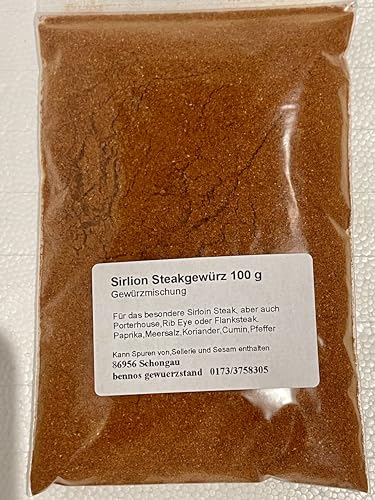 Sirlion Steakgewürz 100 g
Gewürzmischung
Für das besondere Sirloin Steak, aber auch
Porterhouse,Rib Eye oder Flanksteak.
Paprika,Meersalz,Koriander,Cumin,Pfeffer
Kann Spuren von,Sellerie und Sesam enthalten
86956 Schongau
bennos gewuerzstand 0173/3758305